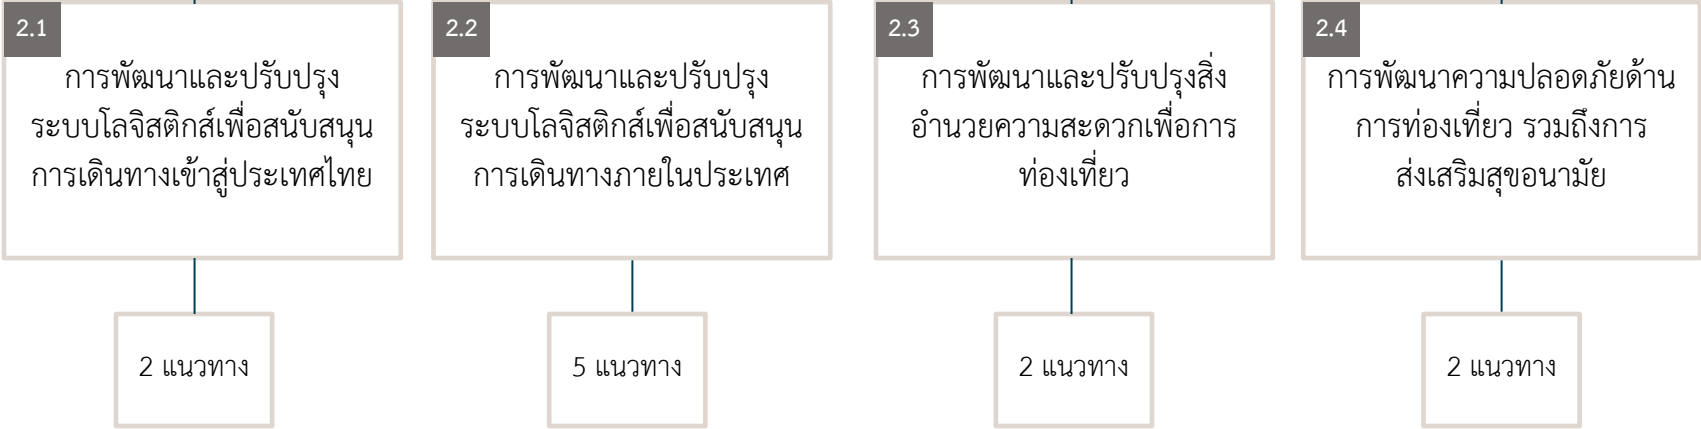 2.1
การพัฒนาและปรับปรุง
ระบบโลจิสติกส์เพื่อสนับสนุน
การเดินทางเข้าสู่ประเทศไทย
2 แนวทาง
2.2
การพัฒนาและปรับปรุง
ระบบโลจิสติกส์เพื่อสนับสนุน
การเดินทางภายในประเทศ
5 แนวทาง
2.3
การพัฒนาและปรับปรุงสิ่ง
อำนวยความสะดวกเพื่อการ
ท่องเที่ยว
2 แนวทาง
2.4
การพัฒนาความปลอดภัยด้าน
การท่องเที่ยว รวมถึงการ
ส่งเสริมสุขอนามัย
2 แนวทาง